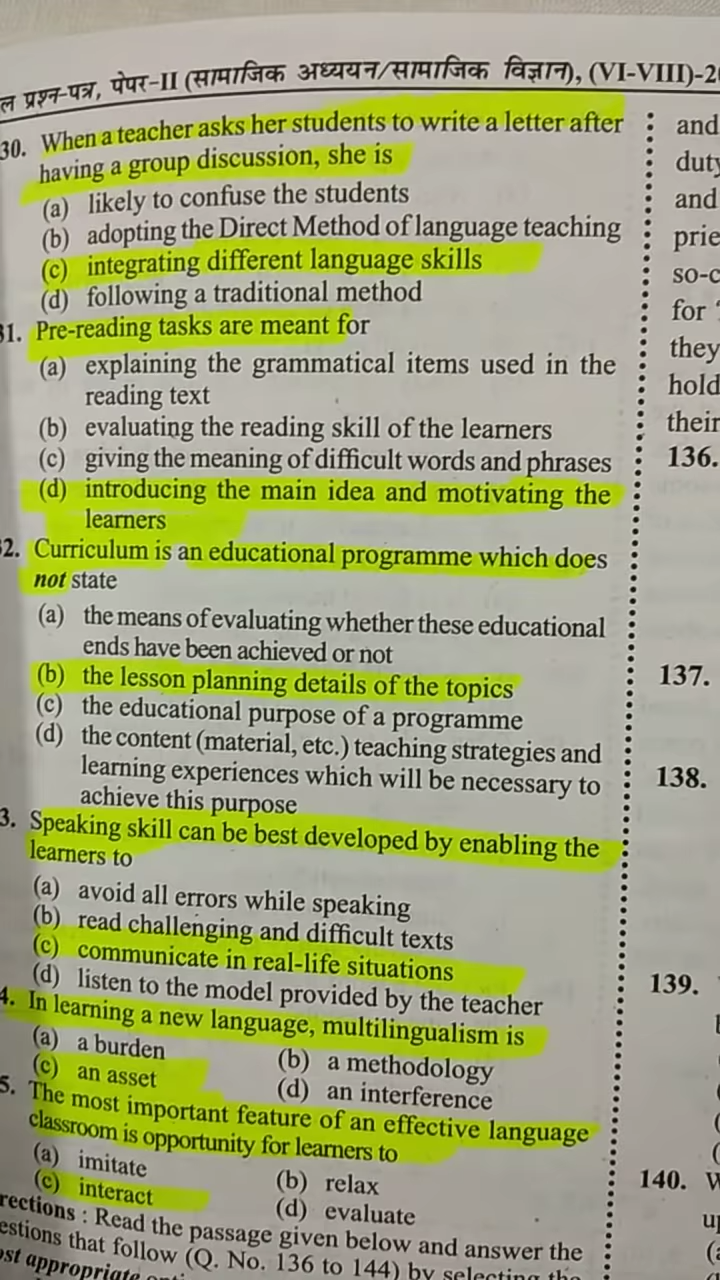 प्रश्न-पत्र, पेपर-II (सामाजिक अध्ययन/सामाजिक विज्ञान), (VI-VIII)-2
30. When a teacher asks her students to write a letter after
having a group discussion, she is
(a) likely to confuse the students
(b) adopting the Direct Method of language teaching
(c) integrating different language skills
(d) following a traditional method
31. Pre-reading tasks are meant for
(a) explaining the grammatical items used in the
reading text
(b) evaluating the reading skill of the learners
(c) giving the meaning of difficult words and phrases
(d) introducing the main idea and motivating the
learners
2. Curriculum is an educational programme which does
not state
(a) the means of evaluating whether these educational
ends have been achieved or not
(b) the lesson planning details of the topics
(c) the educational purpose of a programme
(d) the content (material, etc.) teaching strategies and
learning experiences which will be necessary to
achieve this purpose
3. Speaking skill can be best developed by enabling the
learners to
(a) avoid all errors while speaking
(b) read challenging and difficult texts
(c) communicate in real-life situations
(d) listen to the model provided by the teacher
4. In learning a new language, multilingualism is
(a) a burden (b) a methodology
(c) an asset (d) an interference
5. The most important feature of an effective language
classroom is opportunity for learners to
(a) imitate (b) relax
(c) interact (d) evaluate
rections : Read the passage given below and answer the
estions that follow (Q. No. 136 to 144) by selecting the
ost appropriate
and
duty
and
prie
so-c
for
they
hold
their
136.
137.
138.
139.
140. W
up
(a